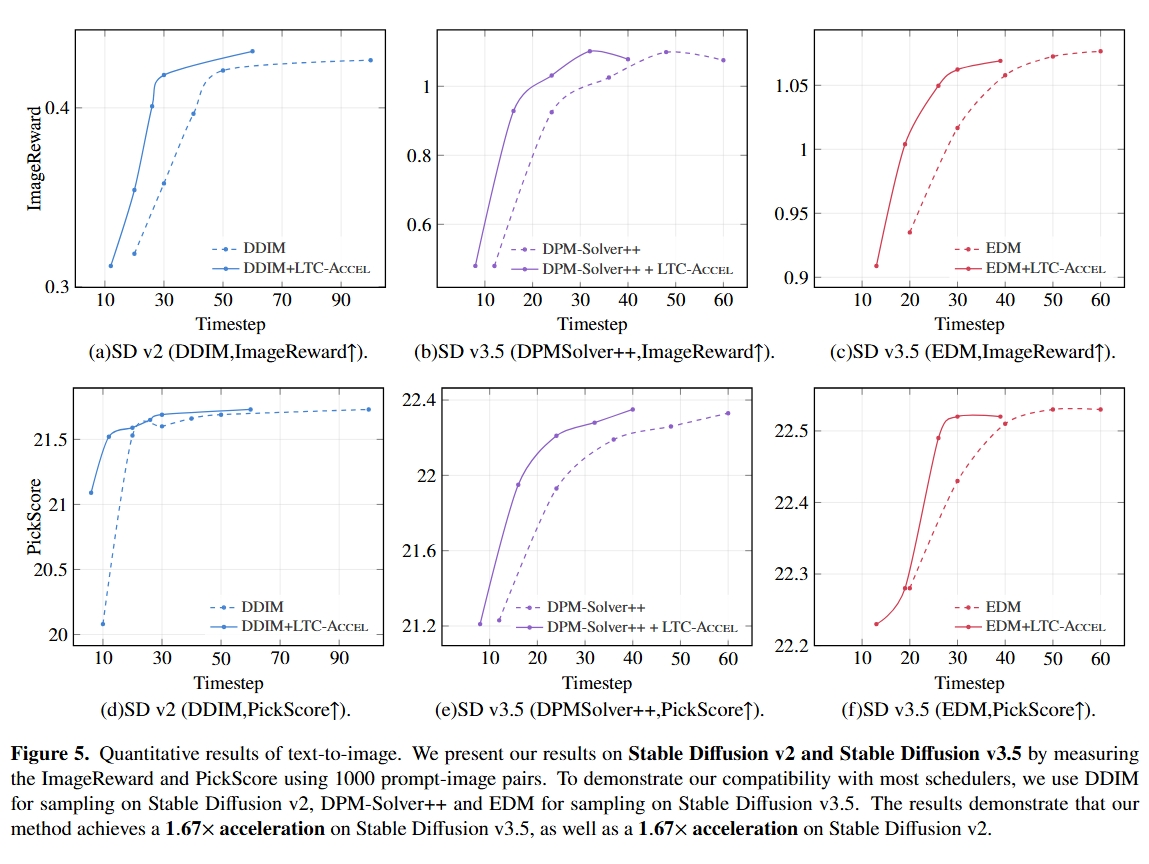 ImageReward
0.4
0.3
10 30 50 70 90
Timestep
DDIM
DDIM+LTC-ACCEL
(a)SD v2 (DDIM,ImageReward↑).
1
0.8
0.6
10 20 30 40 50 60
Timestep
DPM-Solver++
DPM-Solver++ + LTC-ACCEL
(b)SD v3.5 (DPMSolver++,ImageReward↑).
1.05
1
0.95
0.9
10 20 30 40 50 60
Timestep
EDM
EDM+LTC-ACCEL
(c)SD v3.5 (EDM,ImageReward↑).
PickScore
21.5
21
20.5
20
10 30 50 70 90
Timestep
DDIM
DDIM+LTC-ACCEL
(d)SD v2 (DDIM,PickScore↑).
22.4
22
21.6
21.2
10 20 30 40 50 60
Timestep
DPM-Solver++
DPM-Solver++ + LTC-ACCEL
(e)SD v3.5 (DPMSolver++,PickScore↑).
22.5
22.4
22.3
22.2
10 20 30 40 50 60
Timestep
EDM
EDM+LTC-ACCEL
(f)SD v3.5 (EDM,PickScore↑).
Figure 5. Quantitative results of text-to-image. We present our results on Stable Diffusion v2 and Stable Diffusion v3.5 by measuring
the ImageReward and PickScore using 1000 prompt-image pairs. To demonstrate our compatibility with most schedulers, we use DDIM
for sampling on Stable Diffusion v2, DPM-Solver++ and EDM for sampling on Stable Diffusion v3.5. The results demonstrate that our
method achieves a 1.67× acceleration on Stable Diffusion v3.5, as well as a 1.67× acceleration on Stable Diffusion v2.